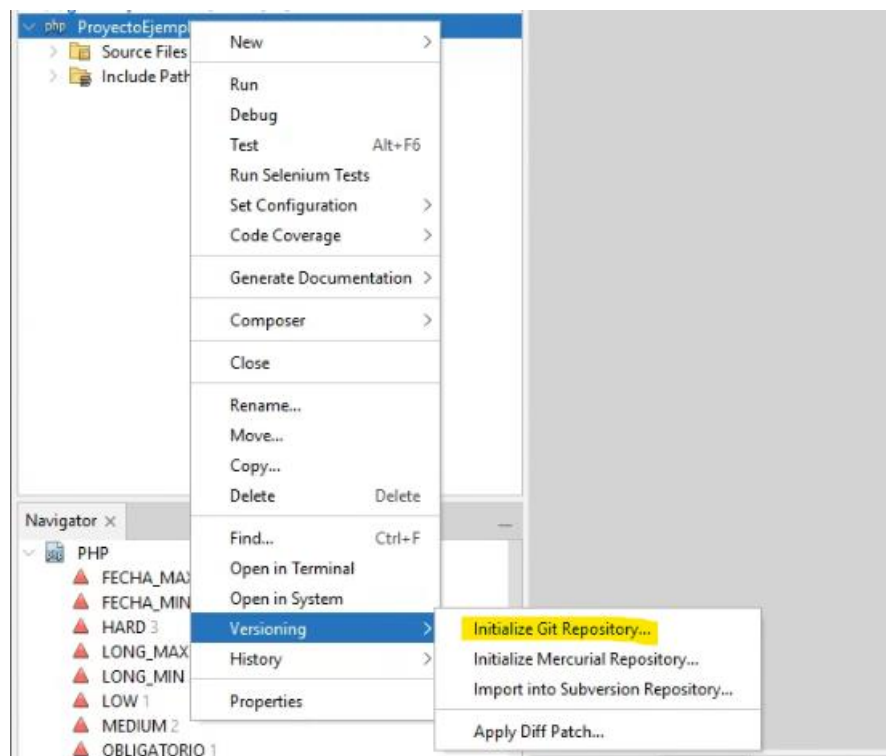 php ProyectoEjempl
Source Files
Include Path
New
Run
Debug
Test Alt+F6
Run Selenium Tests
Set Configuration
Code Coverage
Generate Documentation
Composer
Close
Rename...
Move...
Copy...
Delete Delete
Find... Ctrl+F
Open in Terminal
Open in System
Versioning
History
Properties
Initialize Git Repository...
Initialize Mercurial Repository...
Import into Subversion Repository...
Apply Diff Patch...
Navigator
PHP
FECHA_MAX
FECHA_MIN
HARD 3
LONG_MAX
LONG_MIN
LOW 1
MEDIUM 2
OBLIGATORIO 1